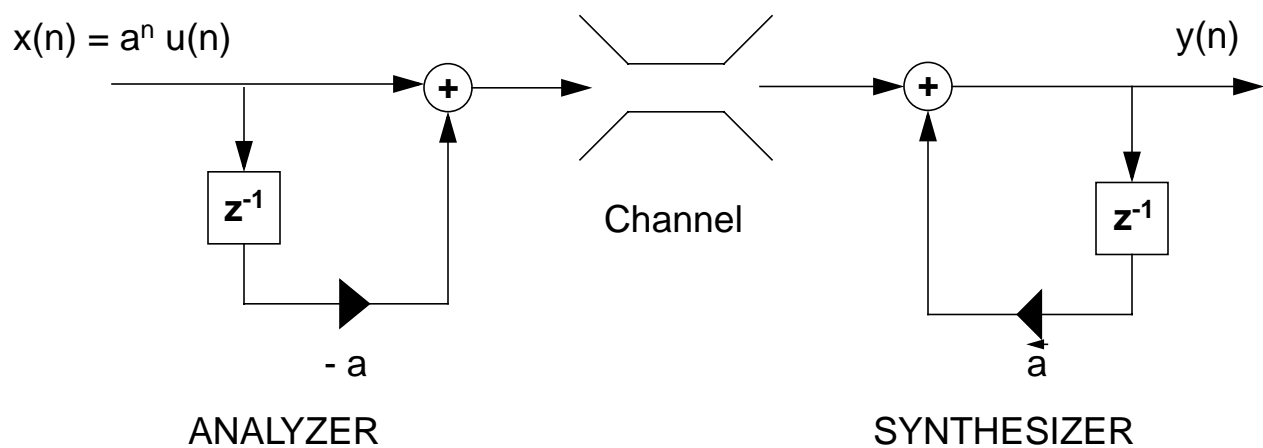 x(n) = aⁿ u(n)
y(n)
+
+
z⁻¹
z⁻¹
Channel
- a
a
ANALYZER
SYNTHESIZER